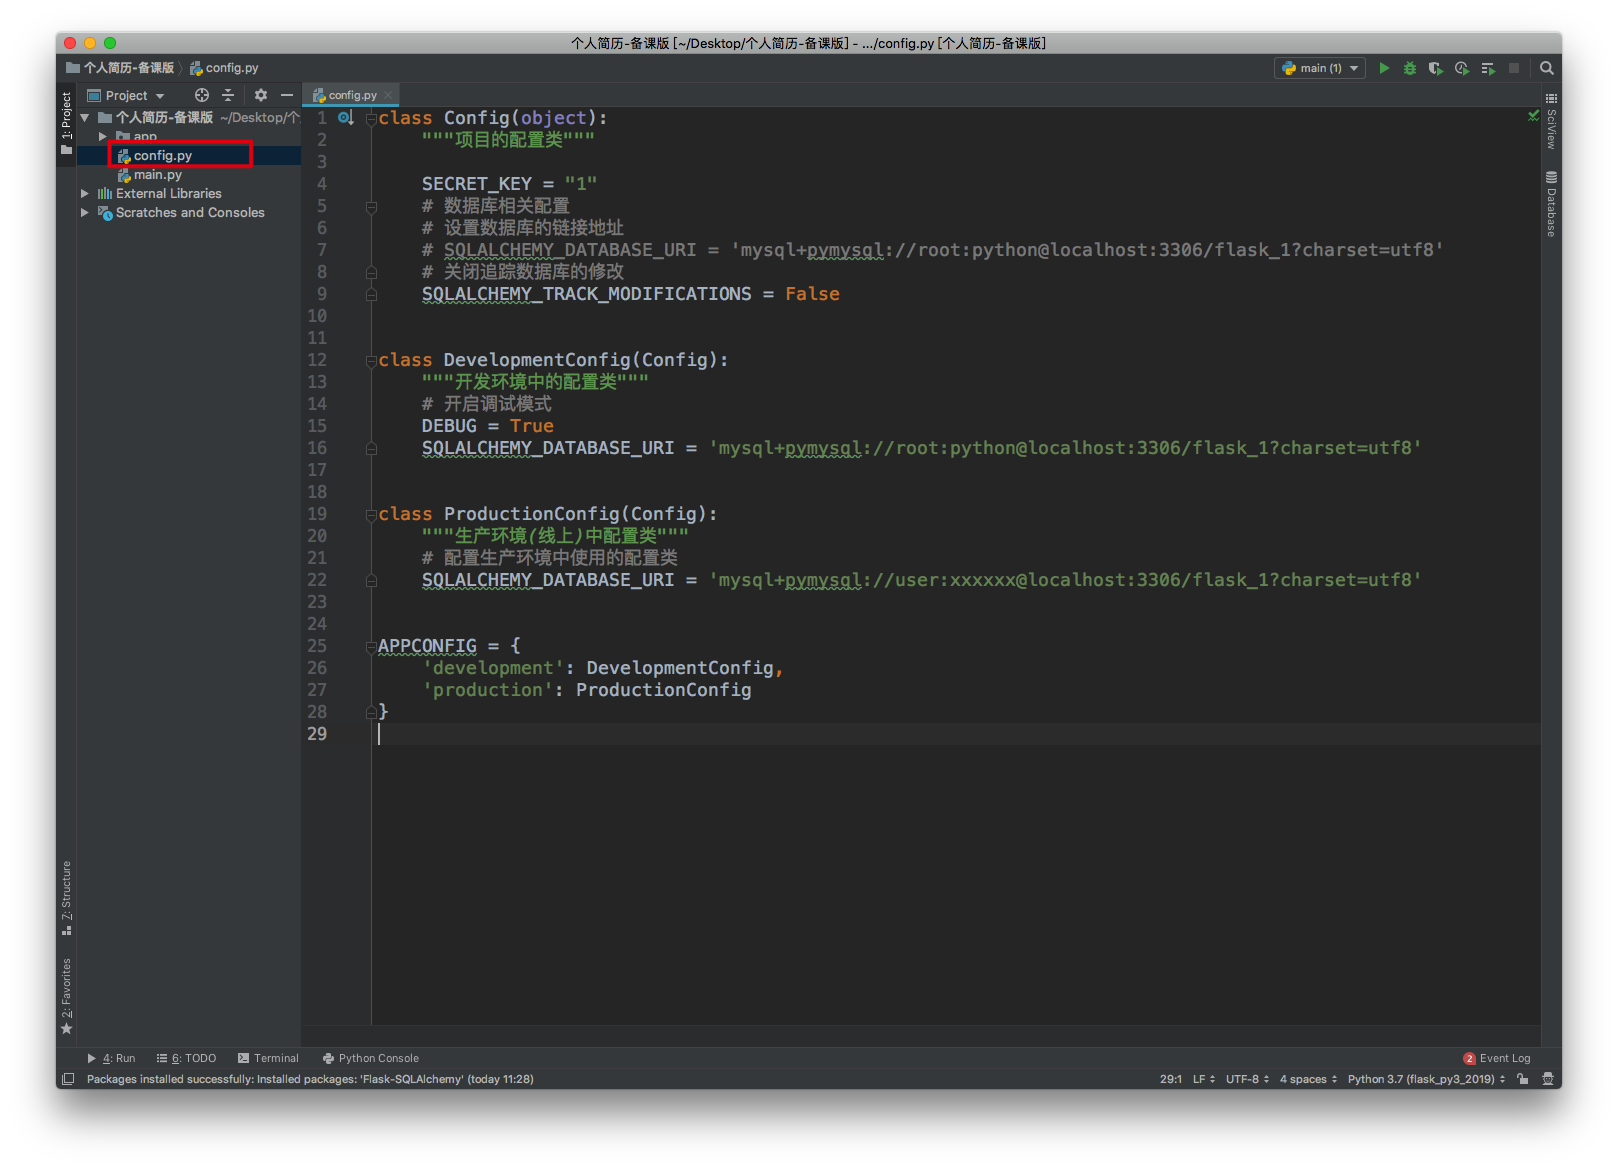 个人简历-备课版 [~/Desktop/个人简历-备课版] - .../config.py [个人简历-备课版]
个人简历-备课版 config.py main (1)
1: Project
Project
config.py
个人简历-备课版 ~/Desktop/个
app
config.py
main.py
External Libraries
Scratches and Consoles
1 class Config(object):
2 """项目的配置类"""
3
4 SECRET_KEY = "1"
5 # 数据库相关配置
6 # 设置数据库的链接地址
7 # SQLALCHEMY_DATABASE_URI = 'mysql+pymysql://root:python@localhost:3306/flask_1?charset=utf8'
8 # 关闭追踪数据库的修改
9 SQLALCHEMY_TRACK_MODIFICATIONS = False
10
11
12 class DevelopmentConfig(Config):
13 """开发环境中的配置类"""
14 # 开启调试模式
15 DEBUG = True
16 SQLALCHEMY_DATABASE_URI = 'mysql+pymysql://root:python@localhost:3306/flask_1?charset=utf8'
17
18
19 class ProductionConfig(Config):
20 """生产环境(线上)中配置类"""
21 # 配置生产环境中使用的配置类
22 SQLALCHEMY_DATABASE_URI = 'mysql+pymysql://user:xxxxxx@localhost:3306/flask_1?charset=utf8'
23
24
25 APPCONFIG = {
26 'development': DevelopmentConfig,
27 'production': ProductionConfig
28 }
29
SciView
Database
7: Structure
2: Favorites
4: Run 6: TODO Terminal Python Console 2 Event Log
Packages installed successfully: Installed packages: 'Flask-SQLAlchemy' (today 11:28) 29:1 LF UTF-8 4 spaces Python 3.7 (flask_py3_2019)